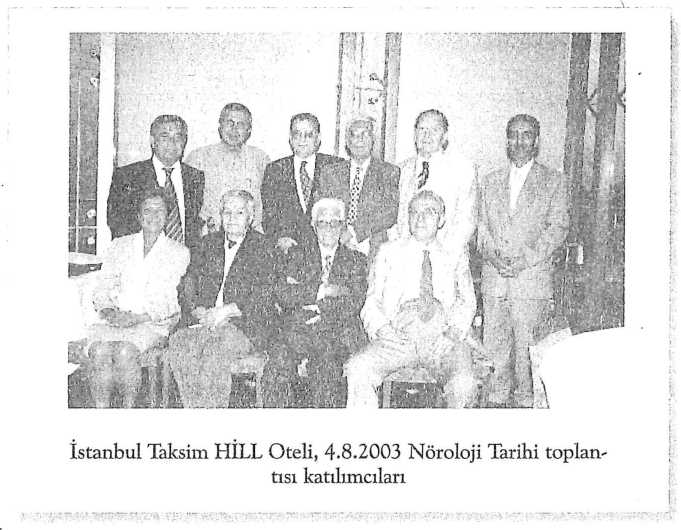 İstanbul Taksim HİLL Oteli, 4.8.2003 Nöroloji Tarihi toplan-
tısı katılımcıları